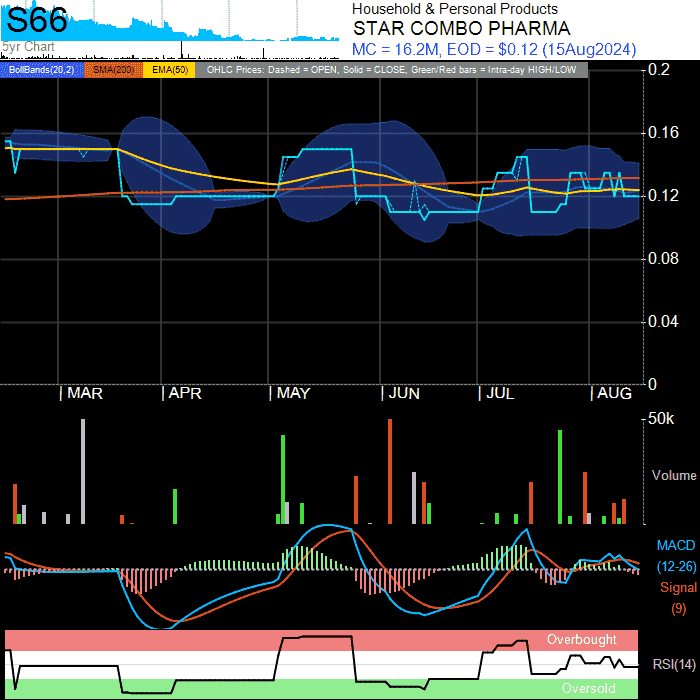 S66
5yr Chart
Household & Personal Products
STAR COMBO PHARMA
MC = 16.2M, EOD = $0.12 (15Aug2024)
BollBands(20,2) SMA(200) EMA(50) OHLC Prices: Dashed = OPEN, Solid = CLOSE, Green/Red bars = Intra-day HIGH/LOW
0.2
0.16
0.12
0.08
0.04
0
MAR APR MAY JUN JUL AUG
50k
Volume
MACD
(12-26)
Signal
(9)
Overbought
RSI(14)
Oversold